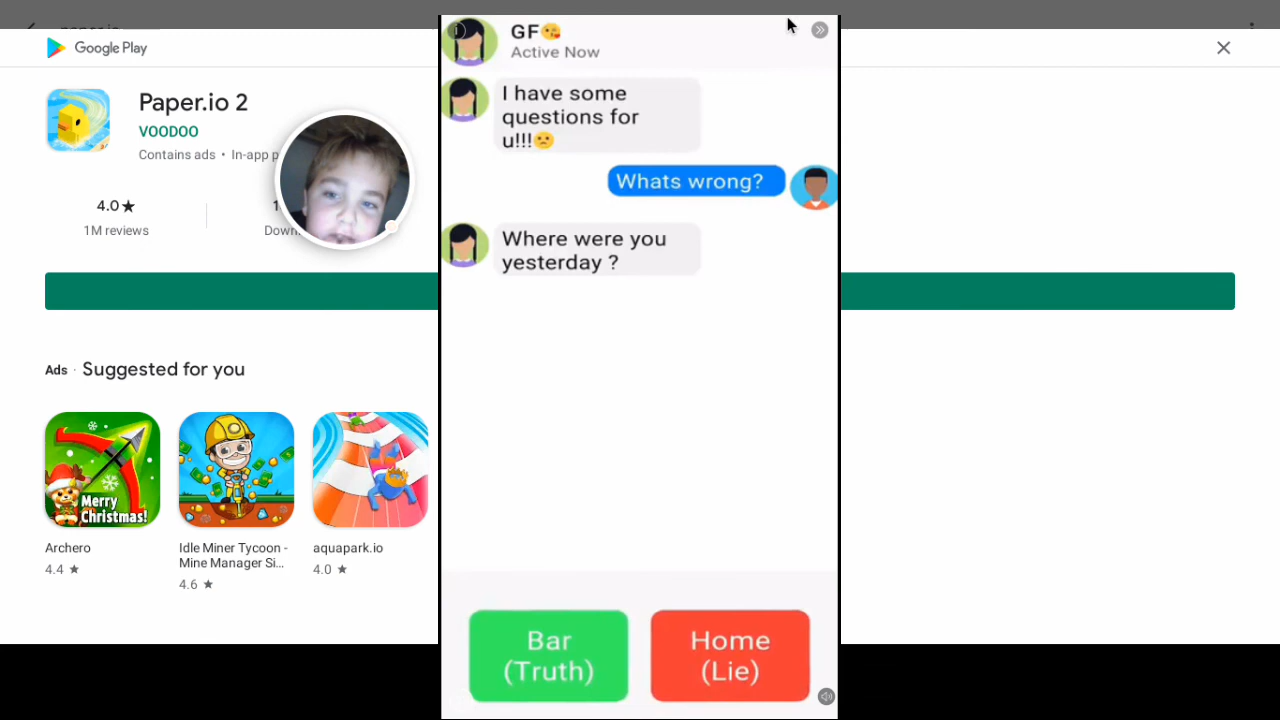 Google Play
Paper.io 2
VOODOO
Contains ads • In-app
4.0★
1M reviews
Ads · Suggested for you
Merry
Christmas!
Archero
4.4 ★
Idle Miner Tycoon -
Mine Manager Si...
4.6 ★
aquapark.io
4.0 ★
GF😘
Active Now
I have some
questions for
u!!!🙁
Whats wrong?
Where were you
yesterday ?
Bar
(Truth)
Home
(Lie)